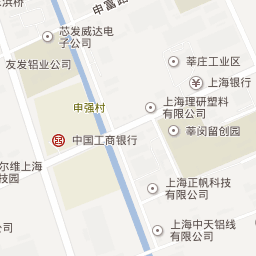 洪桥
申富路
芯发威达电
子公司
友发铝业公司
莘庄工业区
上海银行
申强村
上海理研塑料
有限公司
莘闵留创园
中国工商银行
尔维上海
技园
上海正帆科技
有限公司
上海中天铝线
有限公司
公司